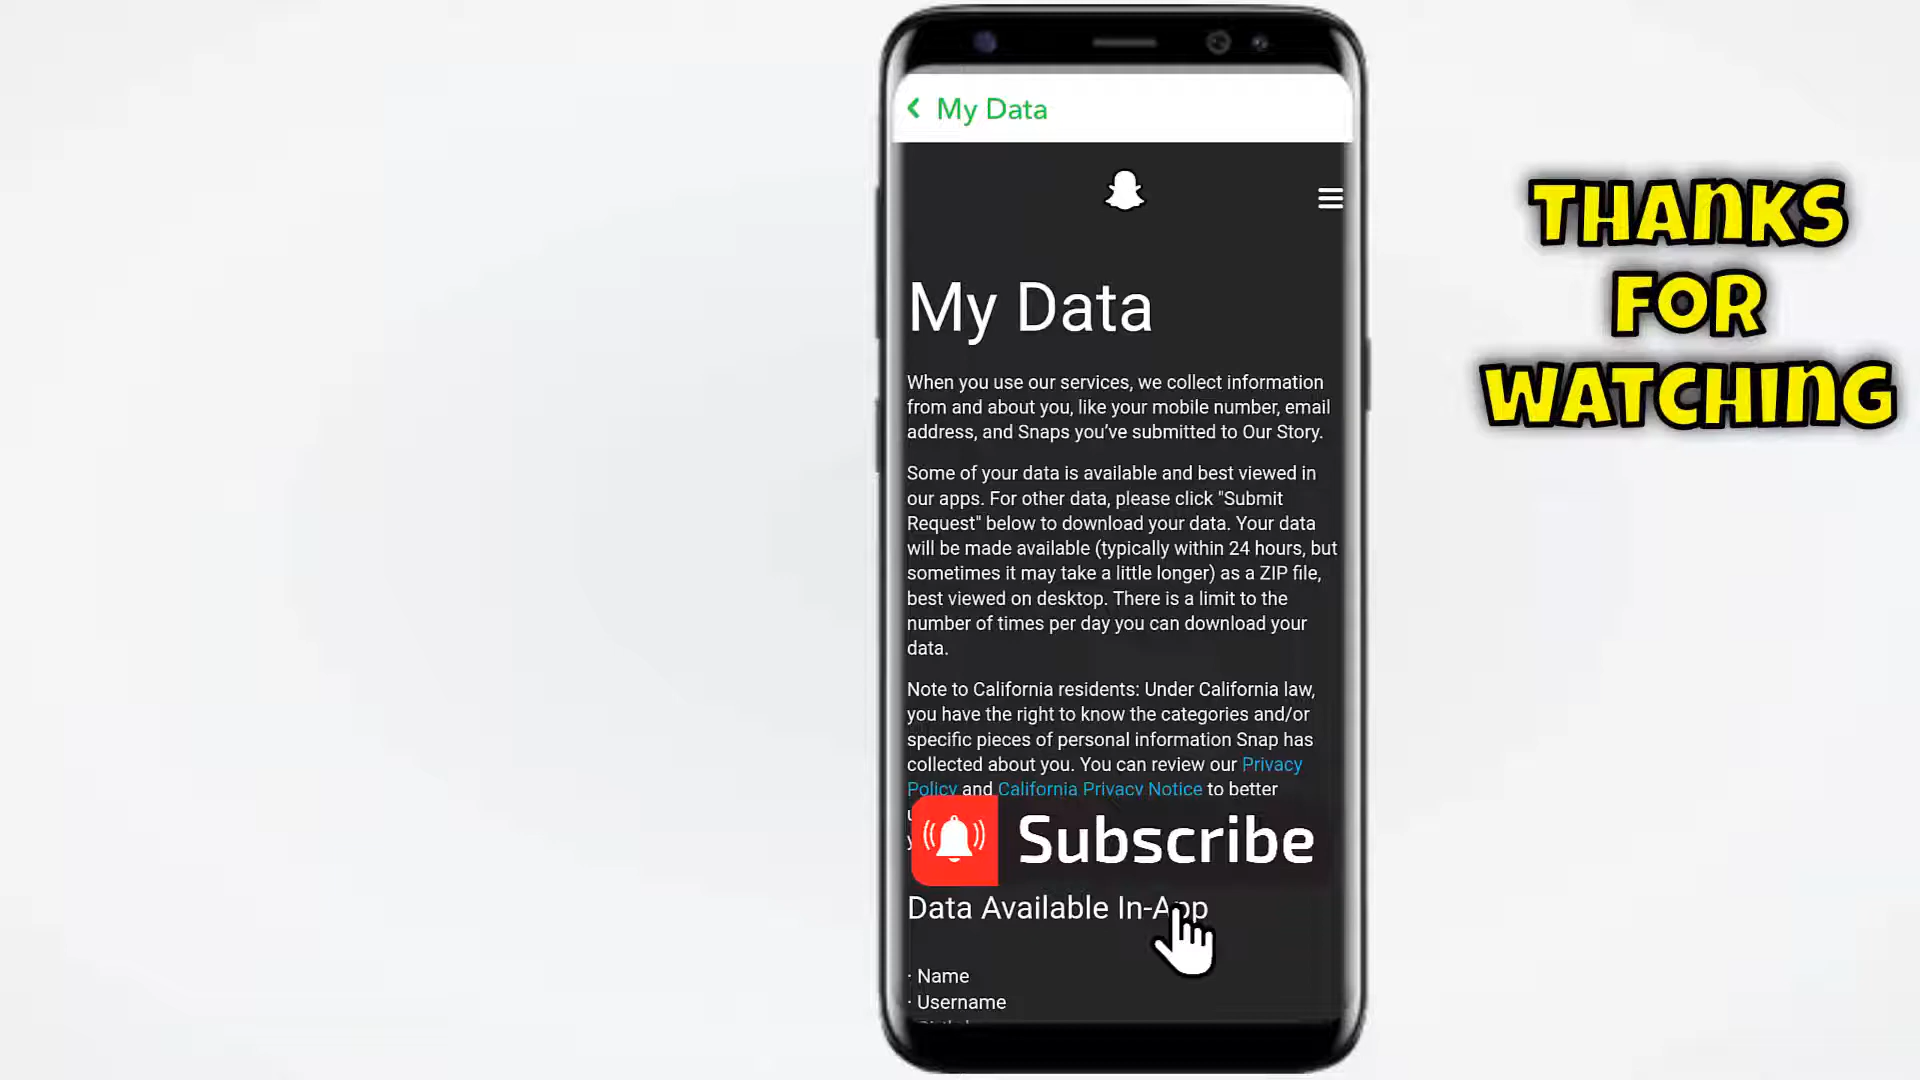 My Data
My Data
When you use our services, we collect information
from and about you, like your mobile number, email
address, and Snaps you've submitted to Our Story.
Some of your data is available and best viewed in
our apps. For other data, please click "Submit
Request" below to download your data. Your data
will be made available (typically within 24 hours, but
sometimes it may take a little longer) as a ZIP file,
best viewed on desktop. There is a limit to the
number of times per day you can download your
data.
Note to California residents: Under California law,
you have the right to know the categories and/or
specific pieces of personal information Snap has
collected about you. You can review our Privacy
Policy and California Privacy Notice to better
Subscribe
Data Available In-App
· Name
· Username
THANKS
FOR
WATCHING